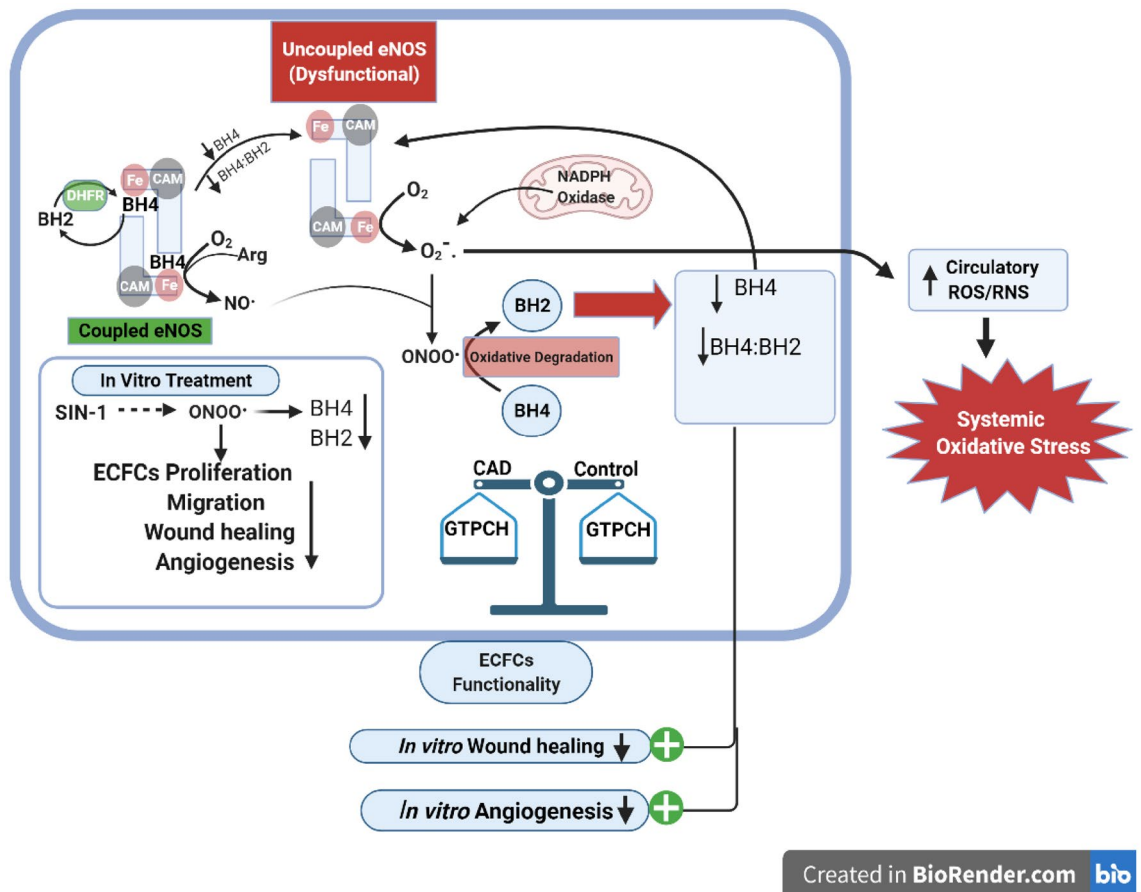 Uncoupled eNOS
(Dysfunctional)
Fe
CAM
↓BH4
↓BH4:BH2
NADPH
Oxidase
DHFR
Fe
CAM
BH2
BH4
O₂
CAM
Fe
O₂⁻.
O₂
BH4
Arg
CAM
Fe
NO·
Coupled eNOS
Circulatory
↑ ROS/RNS
BH2
↓ BH4
↓BH4:BH2
ONOO·
Oxidative Degradation
BH4
Systemic
Oxidative Stress
In Vitro Treatment
SIN-1
ONOO·
BH4
BH2
ECFCs Proliferation
Migration
Wound healing
Angiogenesis
CAD
Control
GTPCH
GTPCH
ECFCs
Functionality
In vitro Wound healing ↓
+
In vitro Angiogenesis ↓
+
Created in BioRender.com bio